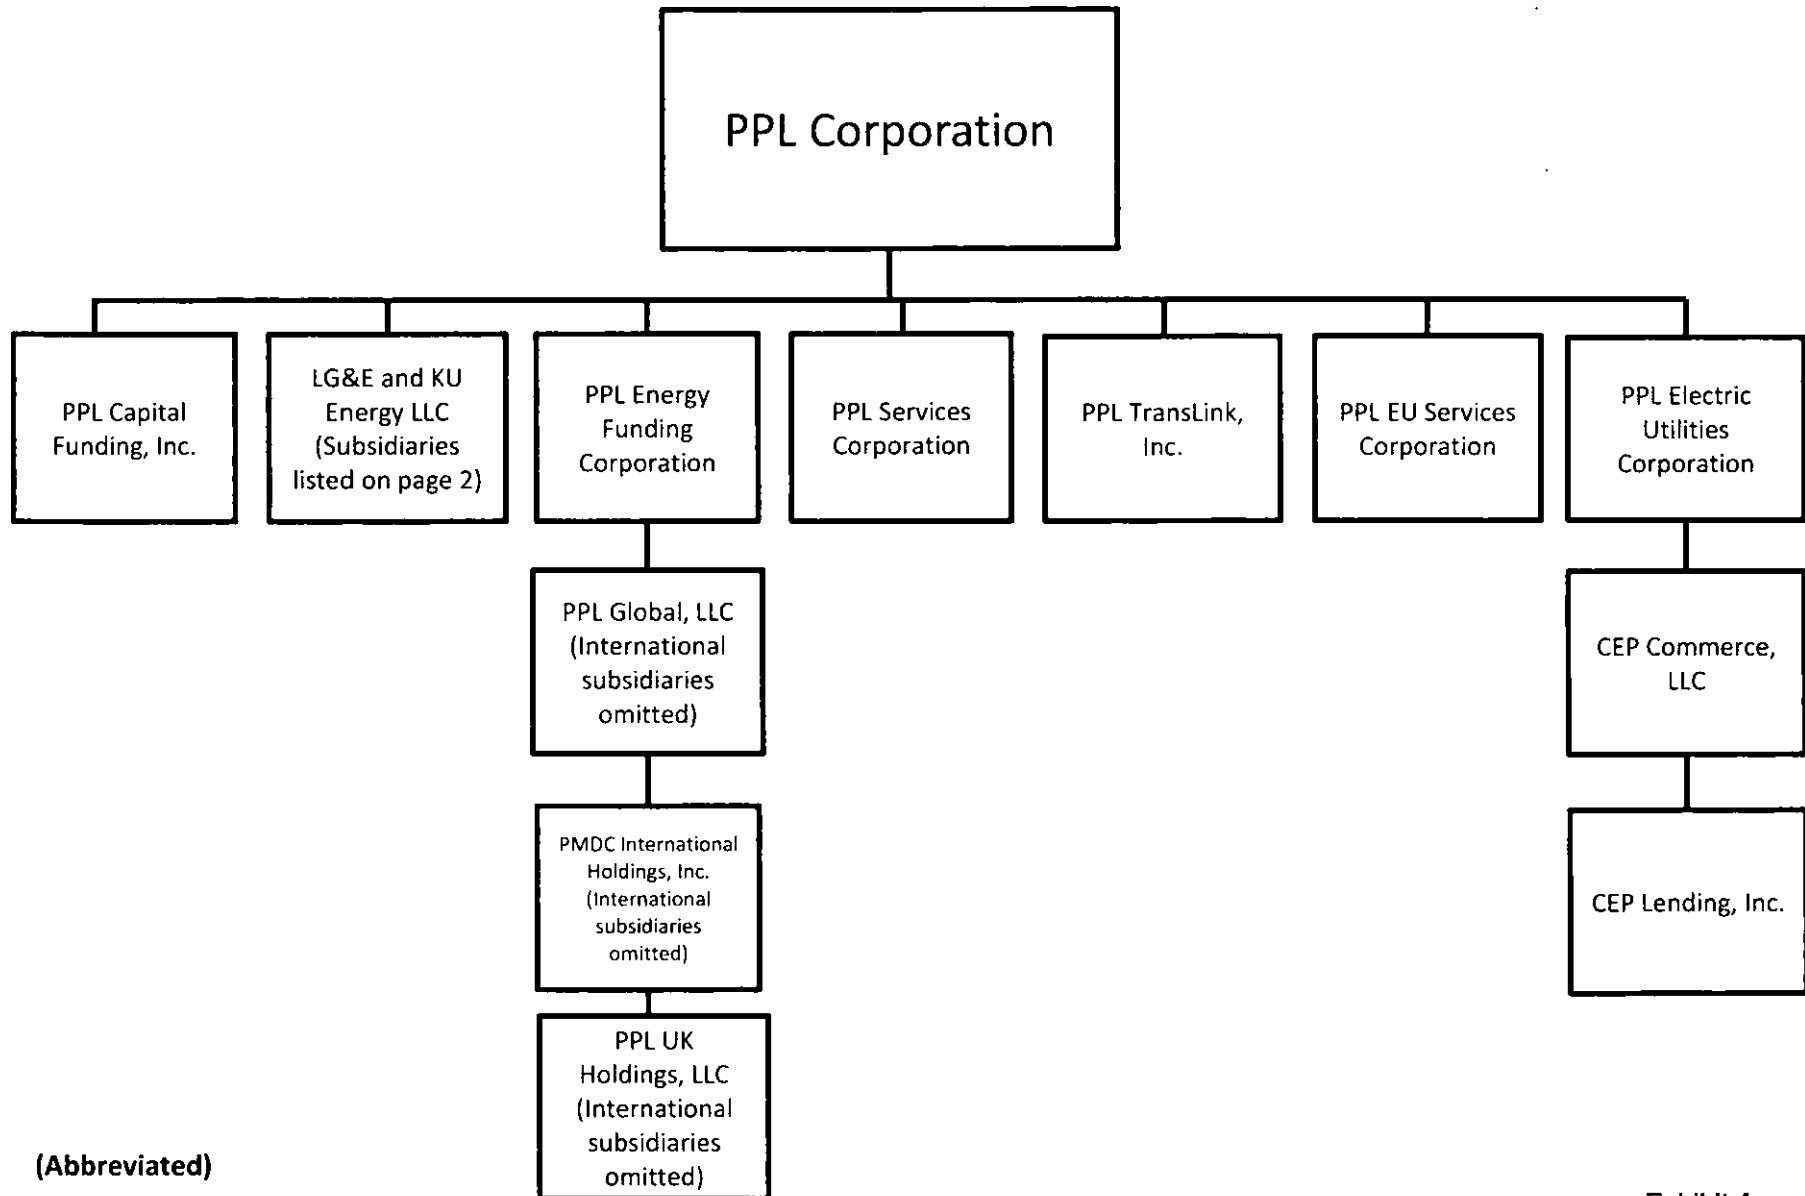 PPL Corporation
PPL Capital
Funding, Inc.
LG&E and KU
Energy LLC
(Subsidiaries
listed on page 2)
PPL Energy
Funding
Corporation
PPL Services
Corporation
PPL TransLink,
Inc.
PPL EU Services
Corporation
PPL Electric
Utilities
Corporation
PPL Global, LLC
(International
subsidiaries
omitted)
CEP Commerce,
LLC
PMDC International
Holdings, Inc.
(International
subsidiaries
omitted)
CEP Lending, Inc.
PPL UK
Holdings, LLC
(International
subsidiaries
omitted)
(Abbreviated)